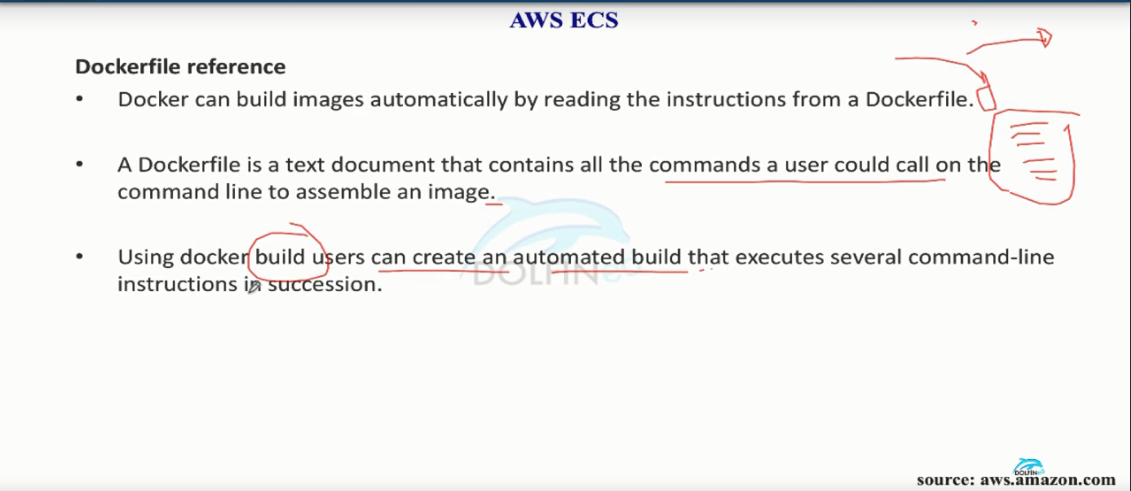 AWS ECS
Dockerfile reference
• Docker can build images automatically by reading the instructions from a Dockerfile.
• A Dockerfile is a text document that contains all the commands a user could call on the
command line to assemble an image.
• Using docker build users can create an automated build that executes several command-line
instructions in succession.
DOLFIN
DOLFIN
source: aws.amazon.com